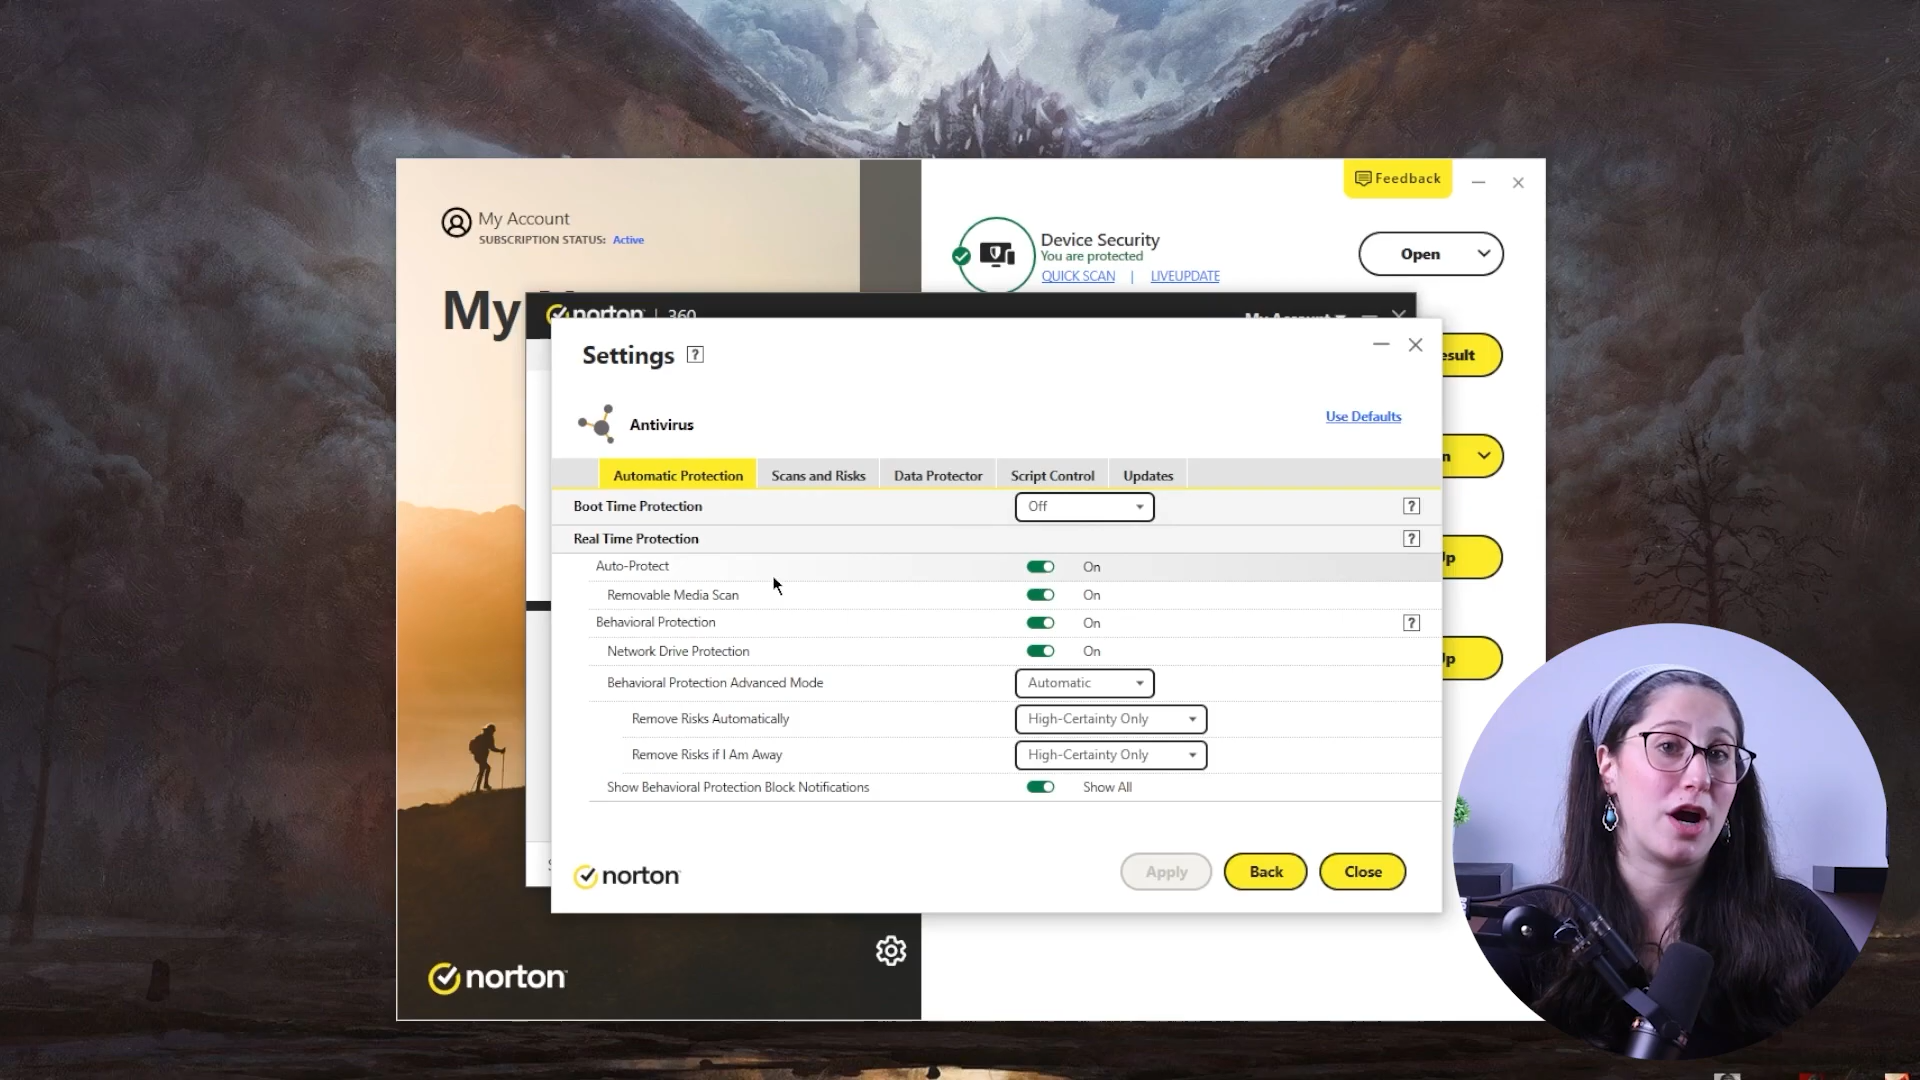 My Account
SUBSCRIPTION STATUS: Active
My
norton
Feedback
Device Security
You are protected
QUICK SCAN | LIVEUPDATE
Open
norton | 360
My Account
Settings ?
Antivirus
Use Defaults
Automatic Protection Scans and Risks Data Protector Script Control Updates
Boot Time Protection Off ?
Real Time Protection ?
Auto-Protect On
Removable Media Scan On
Behavioral Protection On ?
Network Drive Protection On
Behavioral Protection Advanced Mode Automatic
Remove Risks Automatically High-Certainty Only
Remove Risks if I Am Away High-Certainty Only
Show Behavioral Protection Block Notifications Show All
norton
Apply Back Close